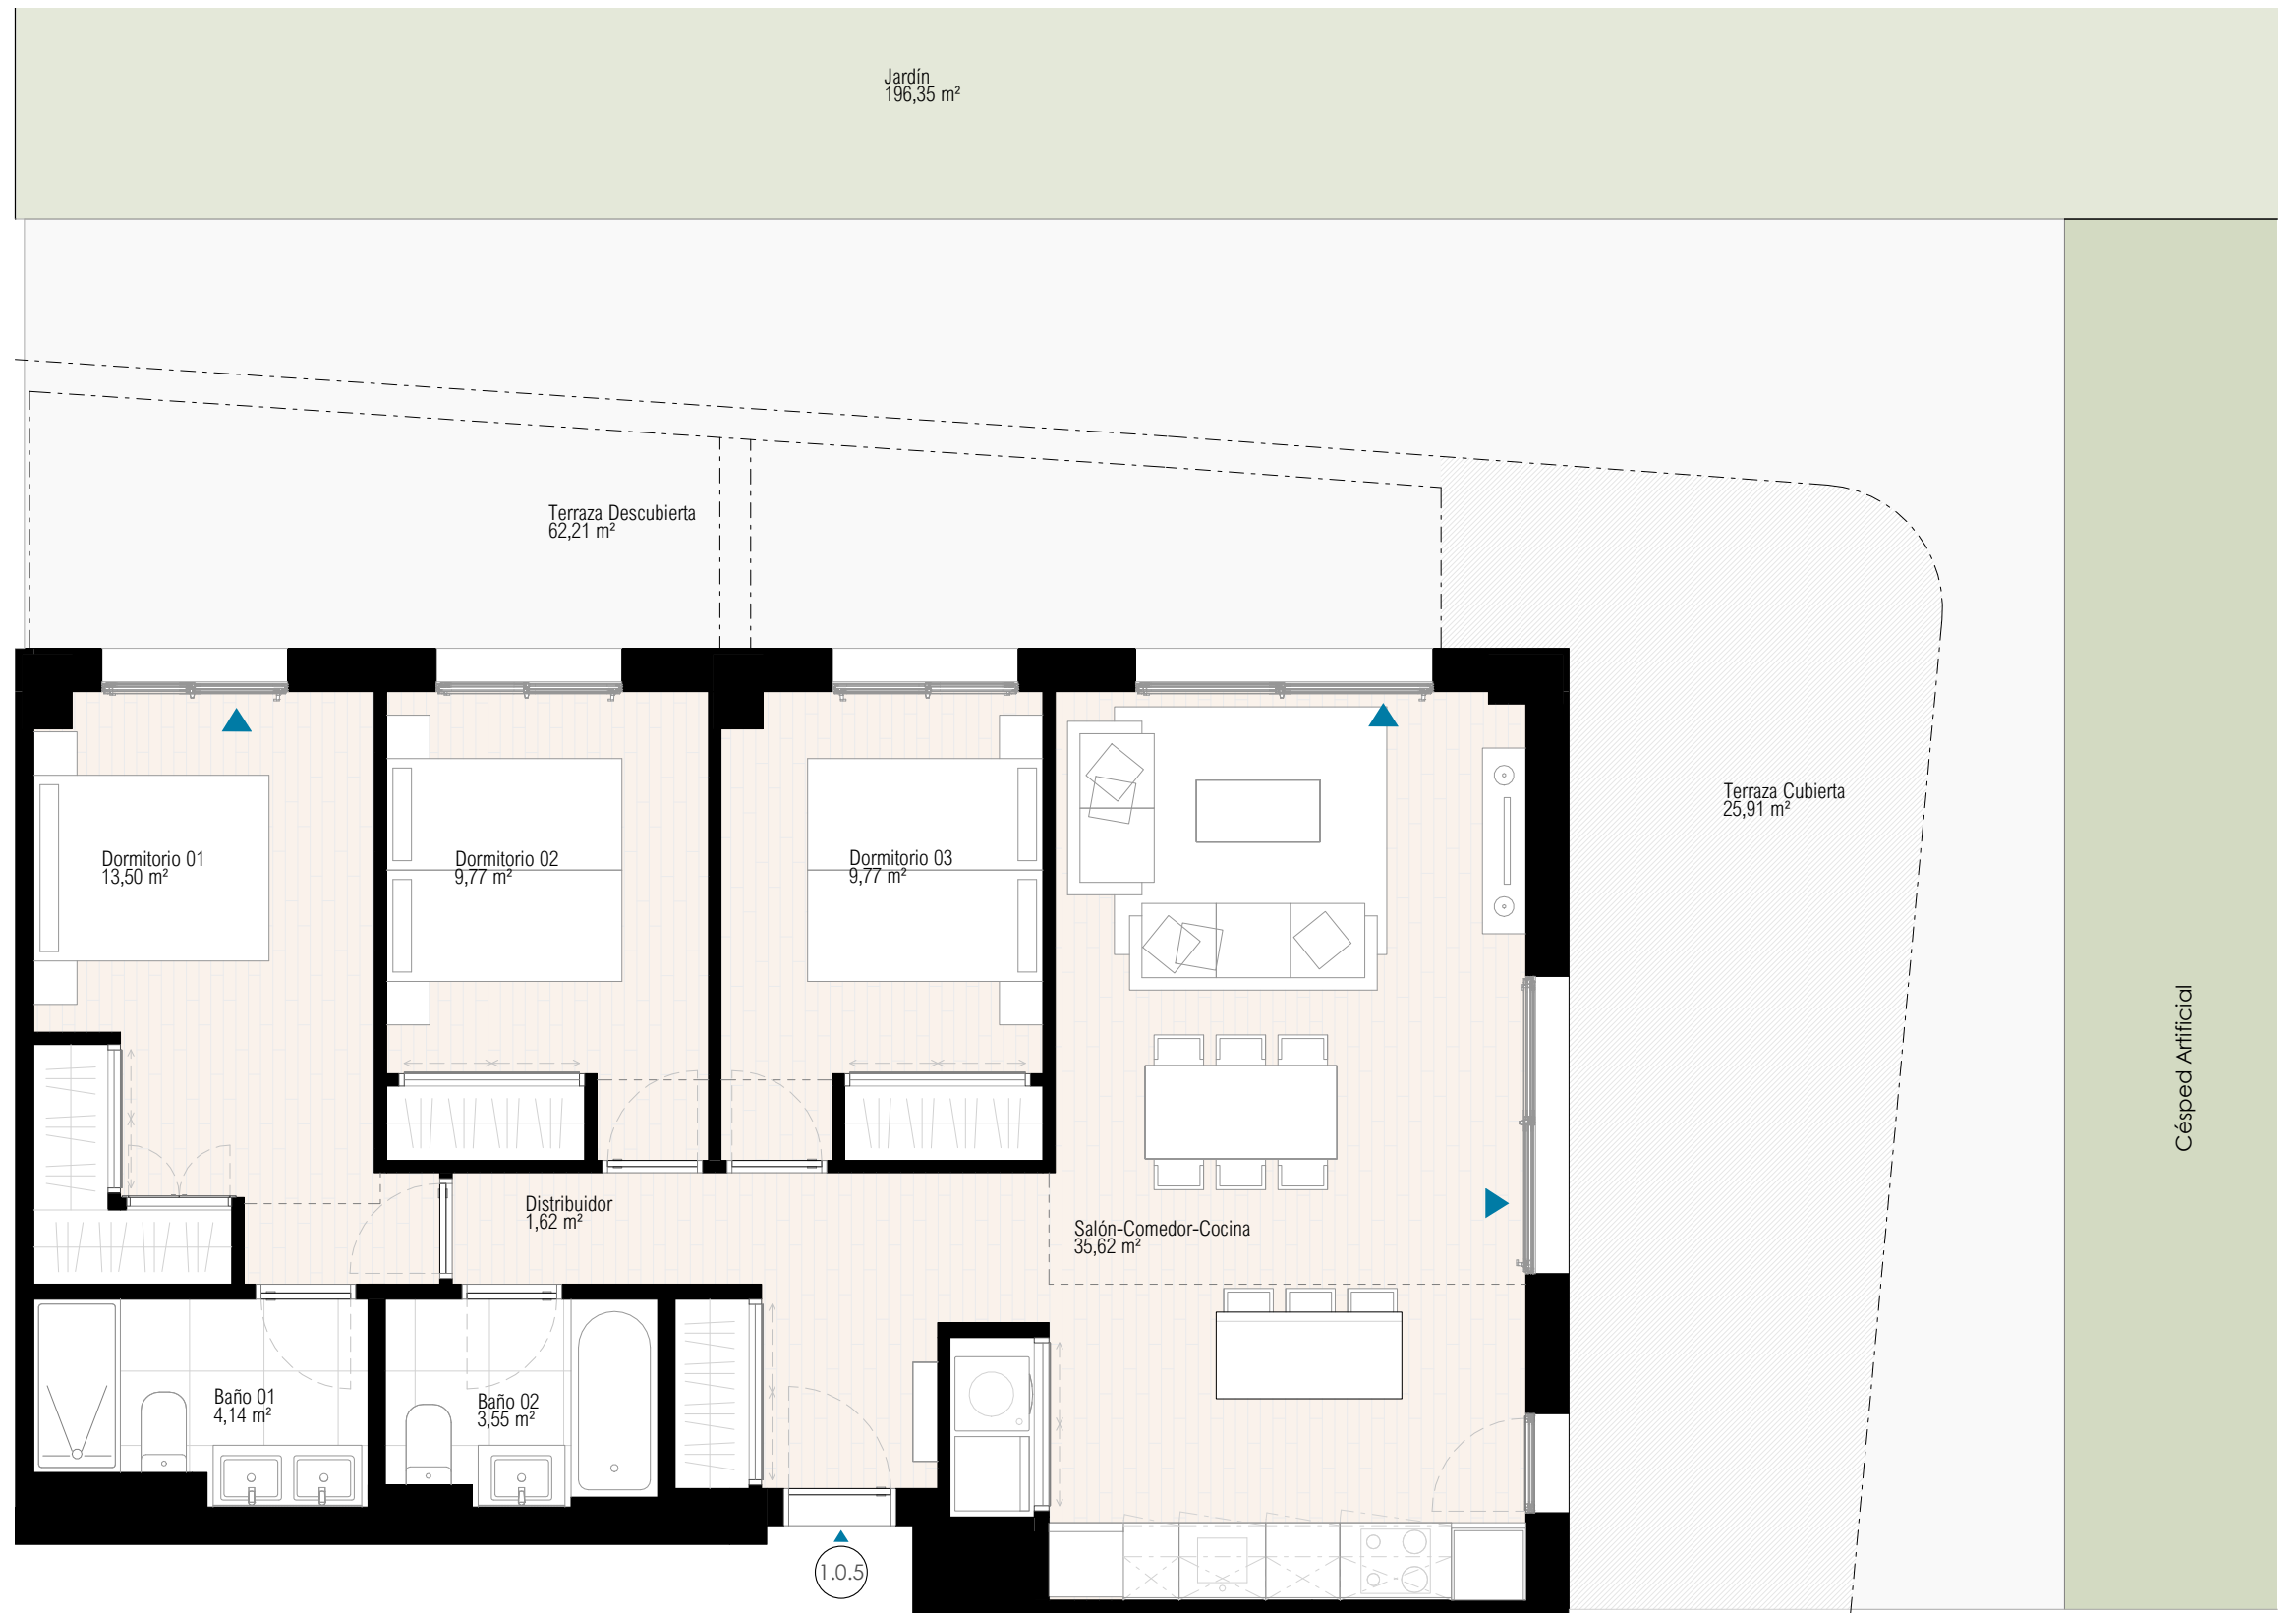 Jardín
196,35 m²
Terraza Descubierta
62,21 m²
Terraza Cubierta
25,91 m²
Dormitorio 01
13,50 m²
Dormitorio 02
9,77 m²
Dormitorio 03
9,77 m²
Césped Artificial
Distribuidor
1,62 m²
Salón-Comedor-Cocina
35,62 m²
Baño 01
4,14 m²
Baño 02
3,55 m²
1.0.5